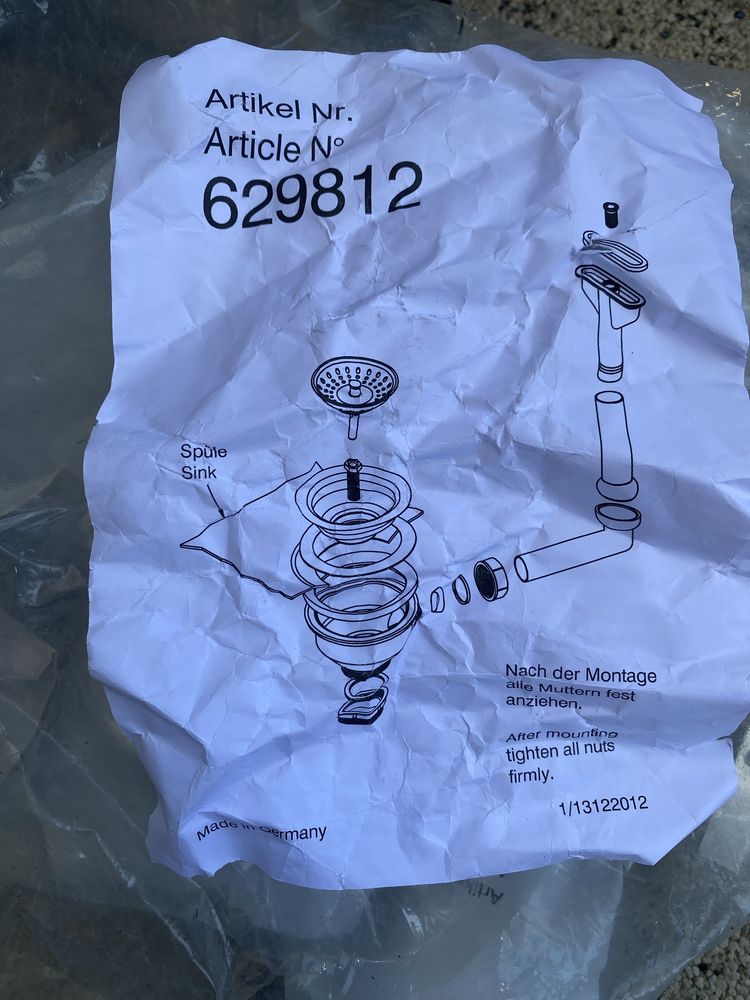 Artikel Nr.
Article N°
629812
Spüle
Sink
Nach der Montage
alle Muttern fest
anziehen.
After mounting
tighten all nuts
firmly.
1/13122012
Made in Germany
Artik